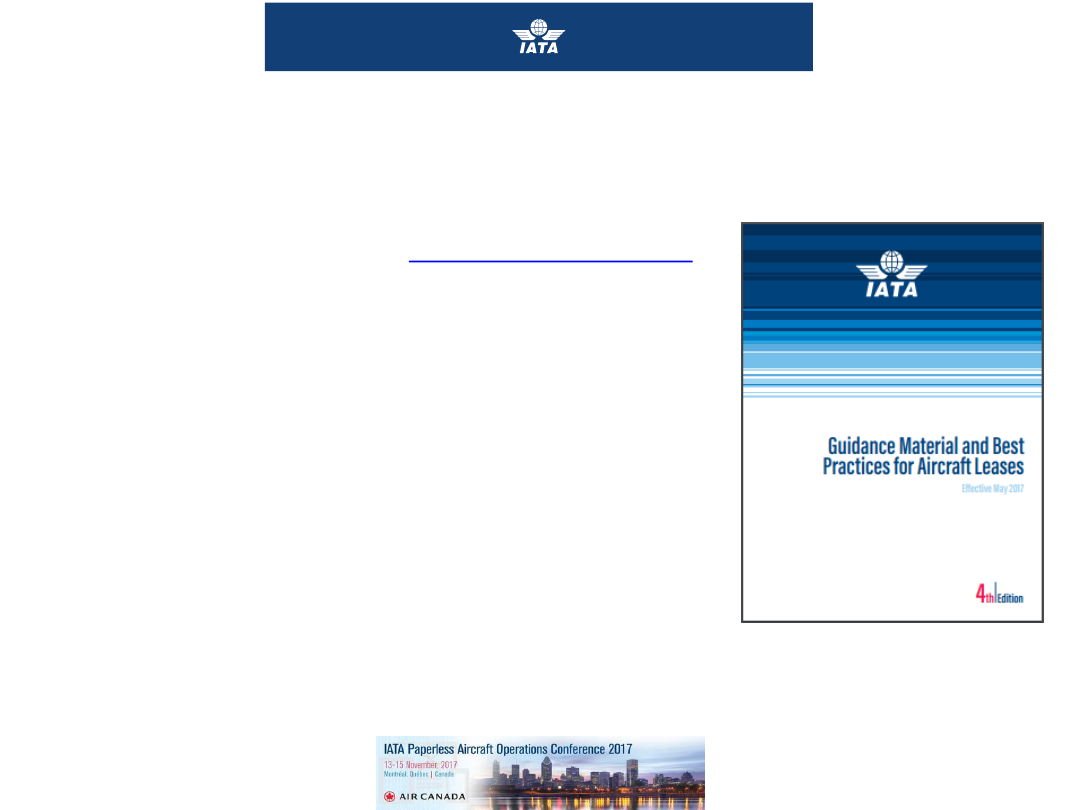 IATA
IATA
Guidance Material and Best
Practices for Aircraft Leases
Effective May 2017
4th Edition
IATA Paperless Aircraft Operations Conference 2017
13-15 November, 2017
Montréal, Québec | Canada
AIR CANADA